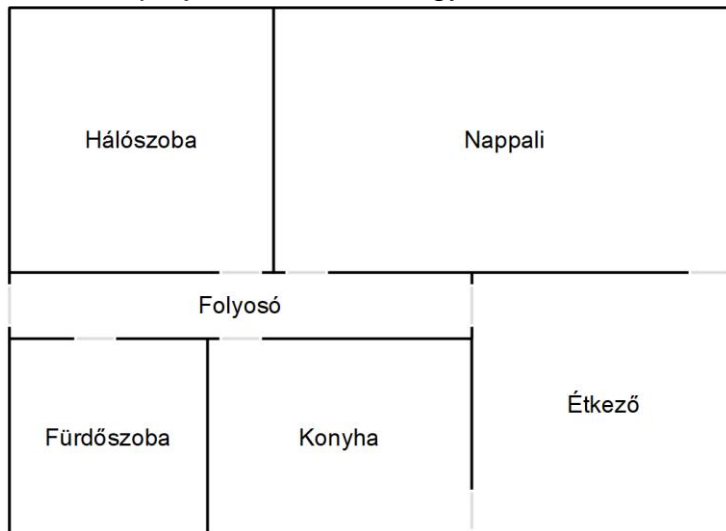 Hálószoba
Nappali
Folyosó
Fürdőszoba
Konyha
Étkező